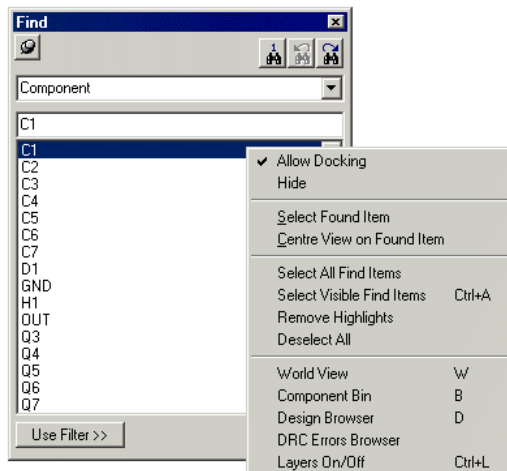 Find
1
Component
C1
C1
C2
C3
C4
C5
C6
C7
D1
GND
H1
OUT
Q3
Q4
Q5
Q6
Q7
Use Filter >>
Allow Docking
Hide
Select Found Item
Centre View on Found Item
Select All Find Items
Select Visible Find Items Ctrl+A
Remove Highlights
Deselect All
World View W
Component Bin B
Design Browser D
DRC Errors Browser
Layers On/Off Ctrl+L